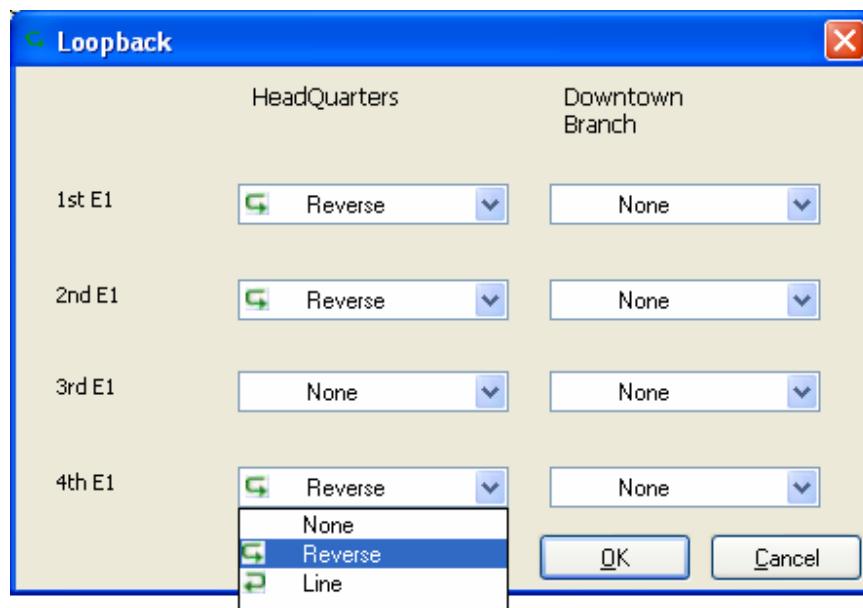 Loopback
HeadQuarters
Downtown
Branch
1st E1
Reverse
None
2nd E1
Reverse
None
3rd E1
None
None
4th E1
Reverse
None
None
Reverse
Line
OK
Cancel